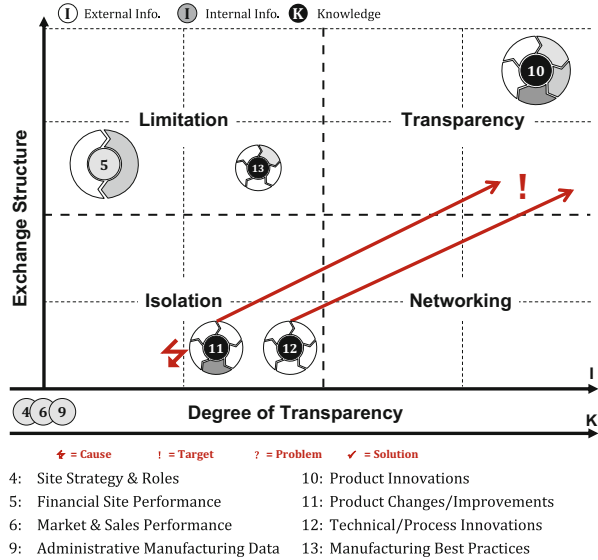 I External Info. I Internal Info. K Knowledge
Exchange Structure
10
Limitation Transparency
5
13
!
Isolation Networking
11
12
I
4 6 9 Degree of Transparency
K
= Cause ! = Target ? = Problem ✓ = Solution
4: Site Strategy & Roles 10: Product Innovations
5: Financial Site Performance 11: Product Changes/Improvements
6: Market & Sales Performance 12: Technical/Process Innovations
9: Administrative Manufacturing Data 13: Manufacturing Best Practices